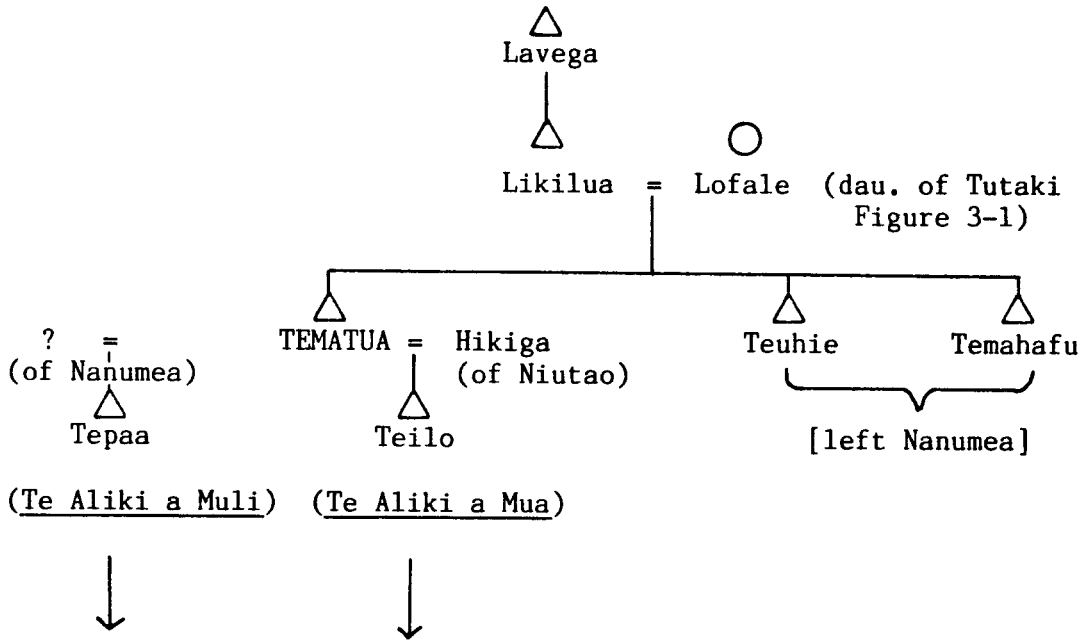 Lavega
Likilua = Lofale (dau. of Tutaki
Figure 3-1)
? = TEMATUA = Hikiga Teuhie Temahafu
(of Nanumea) (of Niutao)
Tepaa Teilo [left Nanumea]
(Te Aliki a Muli) (Te Aliki a Mua)